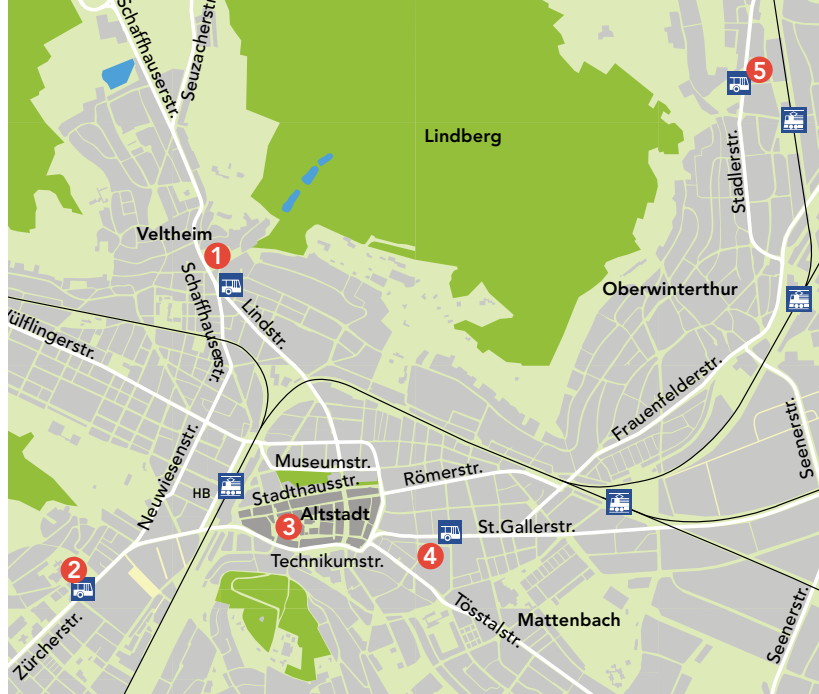 Schaffhauserstr.
Seuzacherstr.
5
Lindberg
Stadlerstr.
Veltheim
1
Schaffhauserstr.
Lindstr.
Oberwinterthur
Wülflingerstr.
Frauenfelderstr.
Seenerstr.
Neuwiesenstr.
Museumstr.
Römerstr.
Stadthausstr.
HB
3
Altstadt
St.Gallerstr.
4
Technikumstr.
2
Tösstalstr.
Mattenbach
Zürcherstr.
Seenerstr.